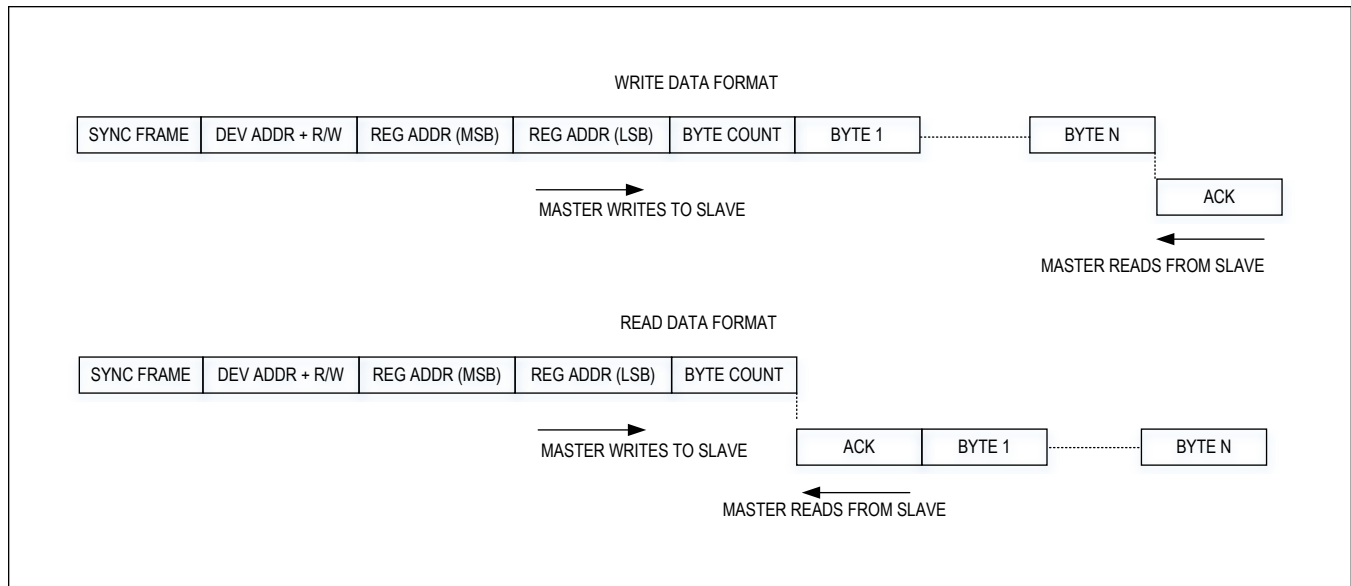 WRITE DATA FORMAT
SYNC FRAME DEV ADDR + R/W REG ADDR (MSB) REG ADDR (LSB) BYTE COUNT BYTE 1 BYTE N
ACK
MASTER WRITES TO SLAVE
MASTER READS FROM SLAVE
READ DATA FORMAT
SYNC FRAME DEV ADDR + R/W REG ADDR (MSB) REG ADDR (LSB) BYTE COUNT
ACK BYTE 1 BYTE N
MASTER WRITES TO SLAVE
MASTER READS FROM SLAVE